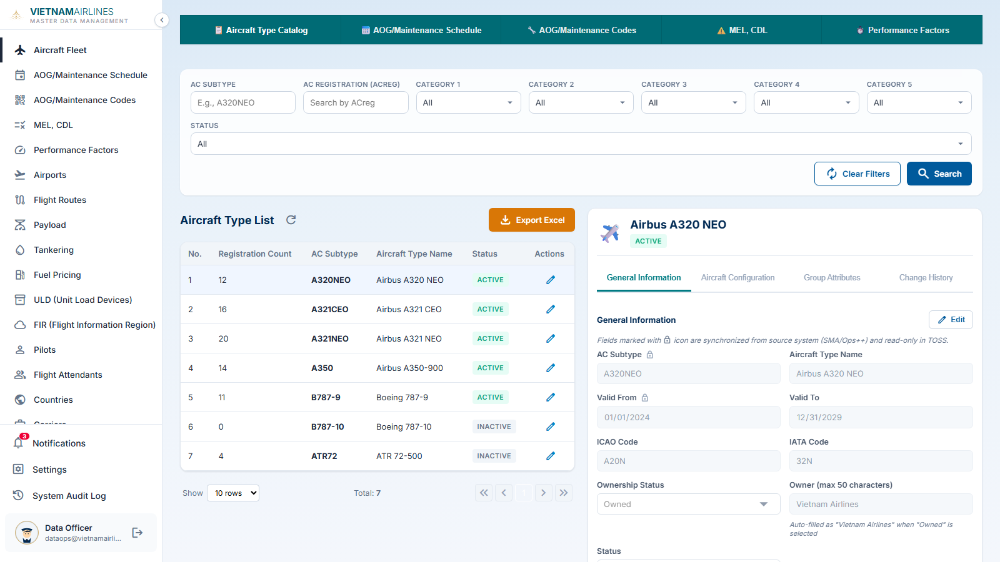 VIETNAMAIRLINES
MASTER DATA MANAGEMENT
Aircraft Fleet
AOG/Maintenance Schedule
AOG/Maintenance Codes
MEL, CDL
Performance Factors
Airports
Flight Routes
Payload
Tankering
Fuel Pricing
ULD (Unit Load Devices)
FIR (Flight Information Region)
Pilots
Flight Attendants
Countries
3
Notifications
Settings
System Audit Log
Data Officer
dataops@vietnamairli...
Aircraft Type Catalog
AOG/Maintenance Schedule
AOG/Maintenance Codes
MEL, CDL
Performance Factors
AC SUBTYPE
AC REGISTRATION (ACREG)
CATEGORY 1
CATEGORY 2
CATEGORY 3
CATEGORY 4
CATEGORY 5
E.g., A320NEO
Search by ACreg
All
All
All
All
All
STATUS
All
Clear Filters
Search
Aircraft Type List
Export Excel
No. Registration Count AC Subtype Aircraft Type Name Status Actions
1 12 A320NEO Airbus A320 NEO ACTIVE
2 16 A321CEO Airbus A321 CEO ACTIVE
3 20 A321NEO Airbus A321 NEO ACTIVE
4 14 A350 Airbus A350-900 ACTIVE
5 11 B787-9 Boeing 787-9 ACTIVE
6 0 B787-10 Boeing 787-10 INACTIVE
7 4 ATR72 ATR 72-500 INACTIVE
Show 10 rows Total: 7 1
Airbus A320 NEO
ACTIVE
General Information
Aircraft Configuration
Group Attributes
Change History
General Information
Edit
Fields marked with icon are synchronized from source system (SMA/Ops++) and read-only in TOSS.
AC Subtype Aircraft Type Name
A320NEO Airbus A320 NEO
Valid From Valid To
01/01/2024 12/31/2029
ICAO Code IATA Code
A20N 32N
Ownership Status Owner (max 50 characters)
Owned Vietnam Airlines
Auto-filled as "Vietnam Airlines" when "Owned" is
selected
Status